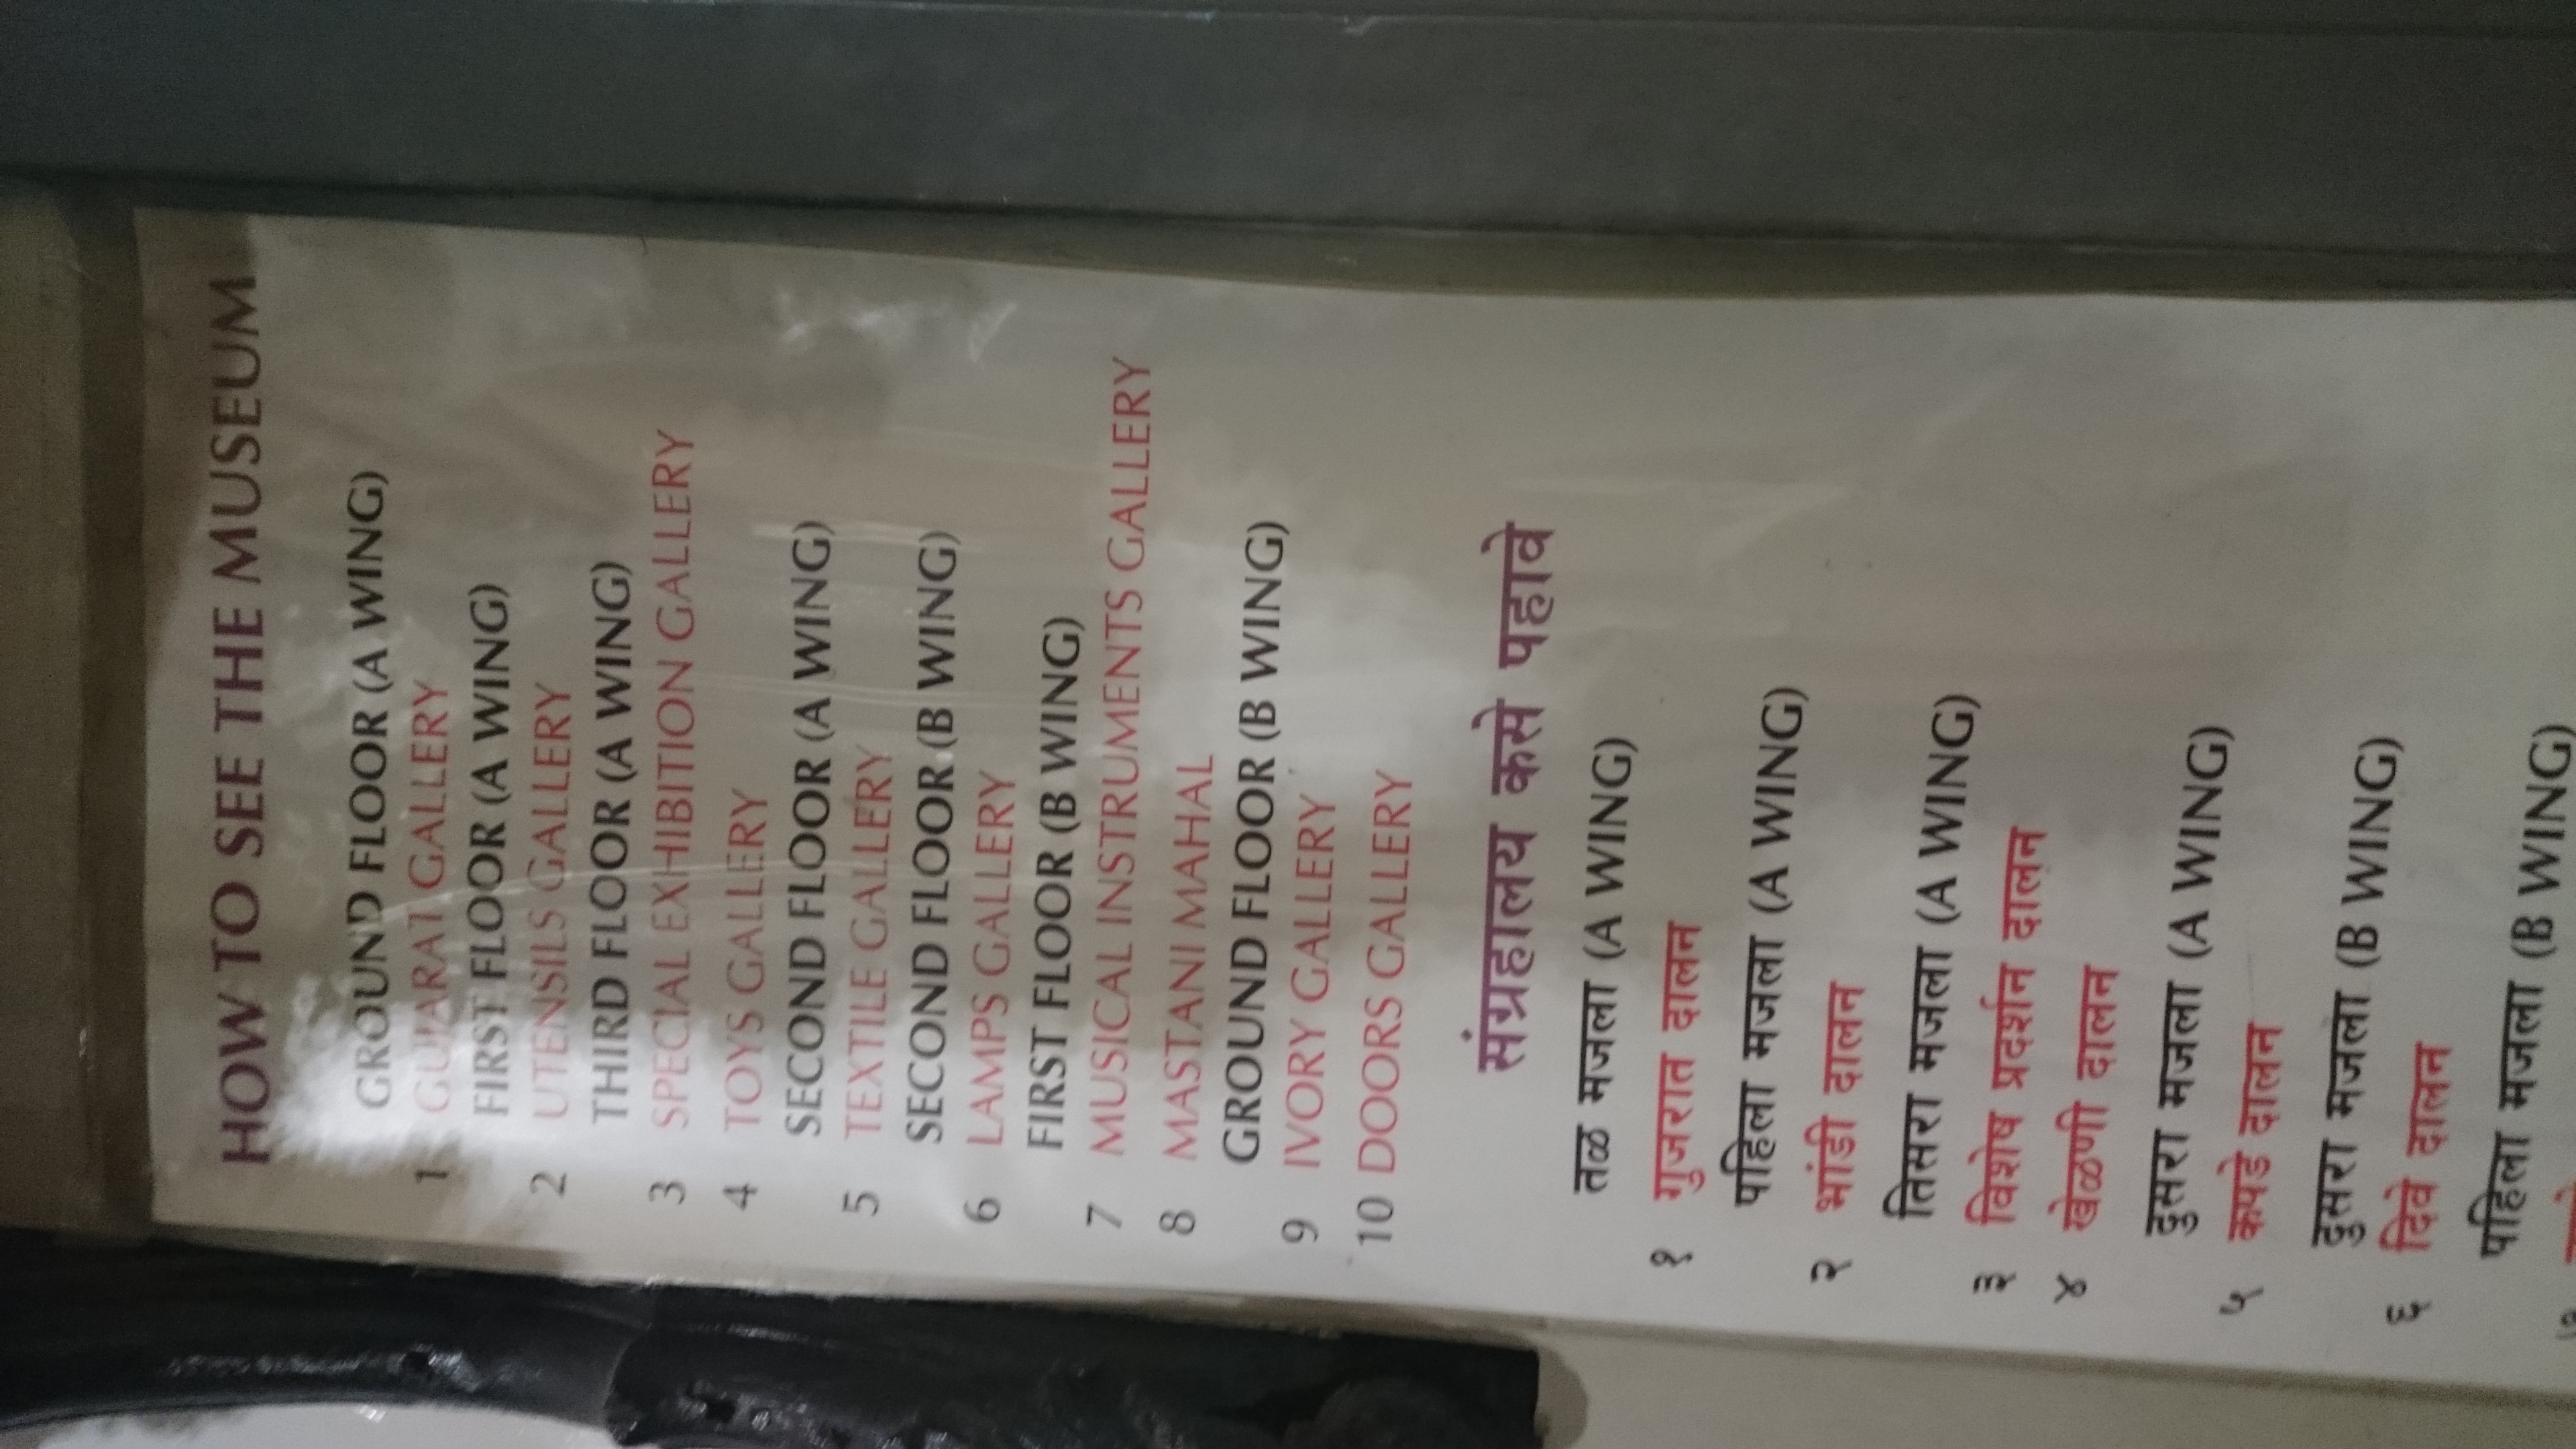 HOW TO SEE THE MUSEUM
GROUND FLOOR (A WING)
1 GUJARAT GALLERY
FIRST FLOOR (A WING)
2 UTENSILS GALLERY
THIRD FLOOR (A WING)
3 SPECIAL EXHIBITION GALLERY
4 TOYS GALLERY
SECOND FLOOR (A WING)
5 TEXTILE GALLERY
SECOND FLOOR (B WING)
6 LAMPS GALLERY
FIRST FLOOR (B WING)
7 MUSICAL INSTRUMENTS GALLERY
8 MASTANI MAHAL
GROUND FLOOR (B WING)
9 IVORY GALLERY
10 DOORS GALLERY
संग्रहालय कसे पहावे
तळ मजला (A WING)
१ गुजरात दालन
पहिला मजला (A WING)
२ भांडी दालन
तिसरा मजला (A WING)
३ विशेष प्रदर्शन दालन
४ खेळणी दालन
दुसरा मजला (A WING)
५ कपडे दालन
दुसरा मजला (B WING)
६ दिवे दालन
पहिला मजला (B WING)